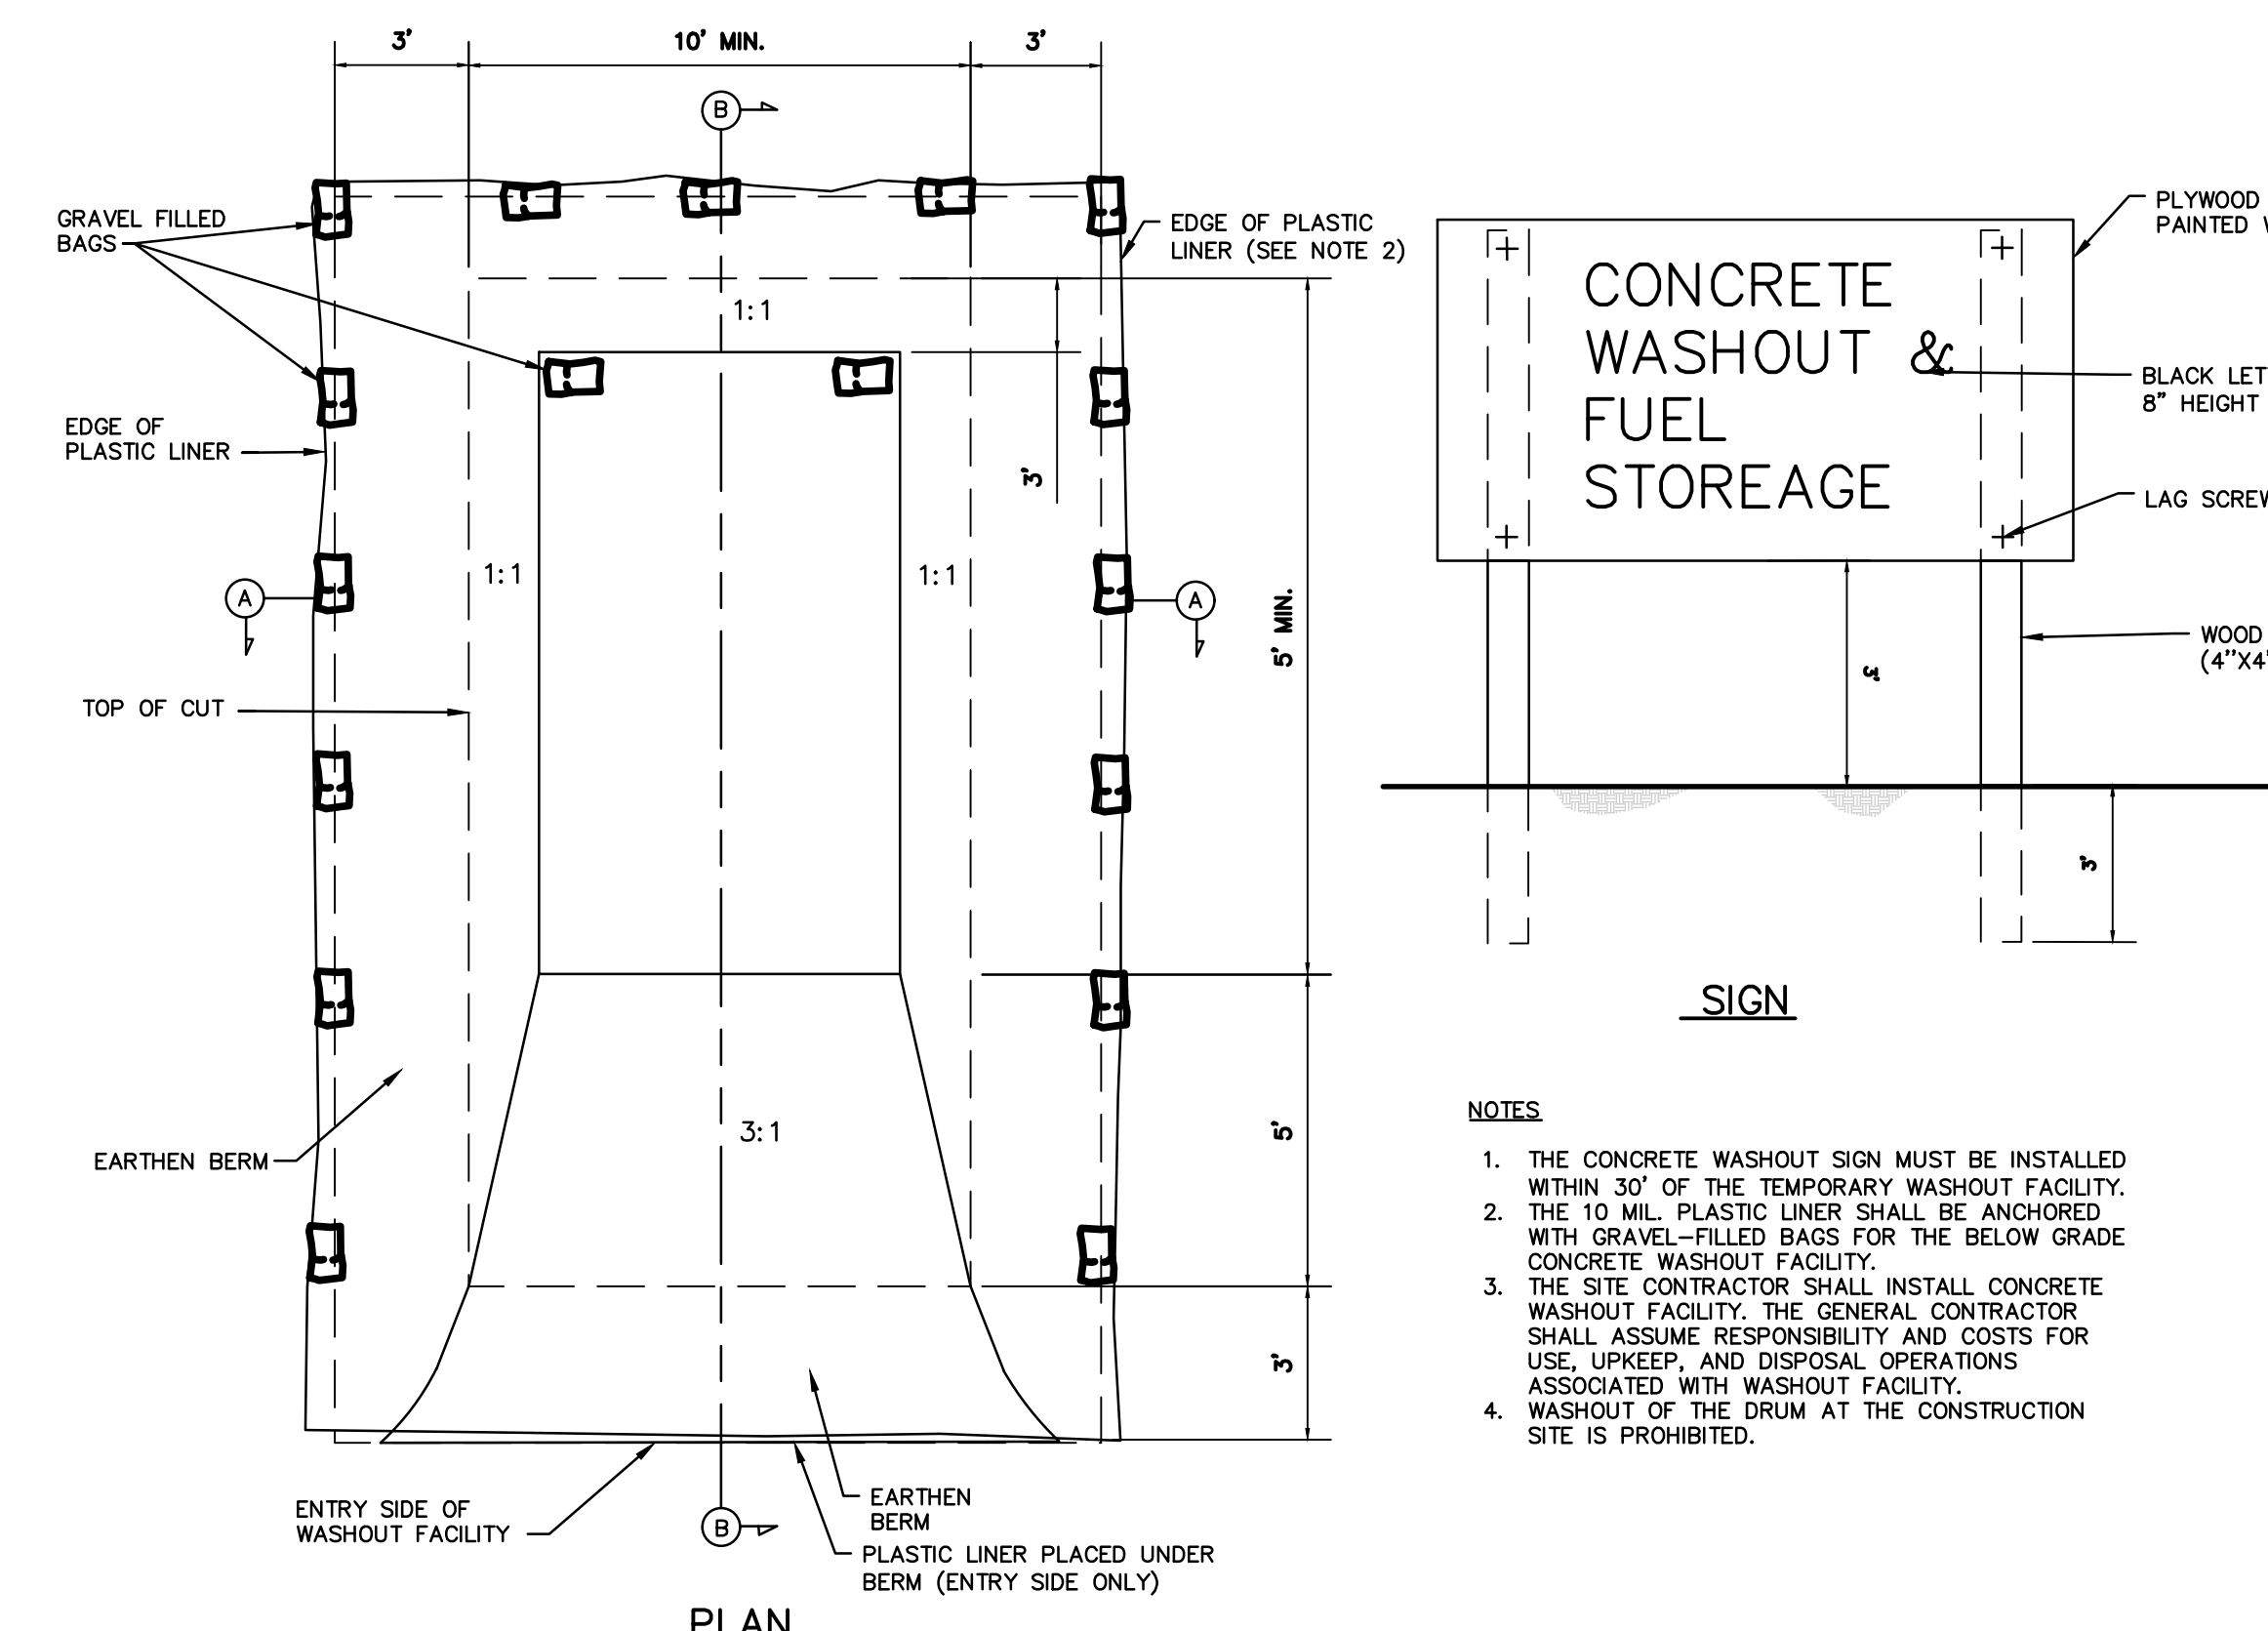 3'
10' MIN.
3'
B
GRAVEL FILLED
BAGS
EDGE OF PLASTIC
LINER (SEE NOTE 2)
1:1
EDGE OF
PLASTIC LINER
3'
1:1
1:1
A
A
5' MIN.
TOP OF CUT
EARTHEN BERM
3:1
5'
3'
ENTRY SIDE OF
WASHOUT FACILITY
B
EARTHEN
BERM
PLASTIC LINER PLACED UNDER
BERM (ENTRY SIDE ONLY)
PLAN
CONCRETE
WASHOUT &
FUEL
STOREAGE
PLYWOOD
PAINTED
BLACK
8" HEIGHT
LAG
WOOD
3'
3'
SIGN
NOTES
1. THE CONCRETE WASHOUT SIGN MUST BE INSTALLED
WITHIN 30' OF THE TEMPORARY WASHOUT FACILITY.
2. THE 10 MIL. PLASTIC LINER SHALL BE ANCHORED
WITH GRAVEL-FILLED BAGS FOR THE BELOW GRADE
CONCRETE WASHOUT FACILITY.
3. THE SITE CONTRACTOR SHALL INSTALL CONCRETE
WASHOUT FACILITY. THE GENERAL CONTRACTOR
SHALL ASSUME RESPONSIBILITY AND COSTS FOR
USE, UPKEEP, AND DISPOSAL OPERATIONS
ASSOCIATED WITH WASHOUT FACILITY.
4. WASHOUT OF THE DRUM AT THE CONSTRUCTION
SITE IS PROHIBITED.